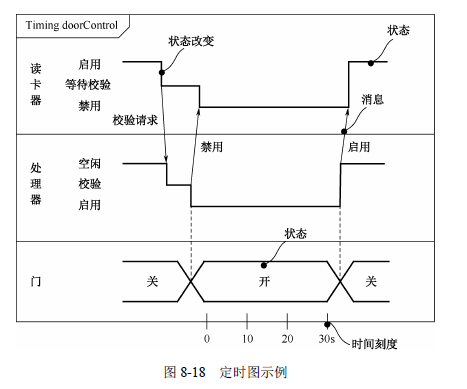 Timing doorControl
状态
状态改变
读卡器
启用
等待校验
禁用
消息
校验请求
禁用
启用
处理器
空闲
校验
启用
状态
门
关
开
关
0 10 20 30s
时间刻度
图 8-18 定时图示例